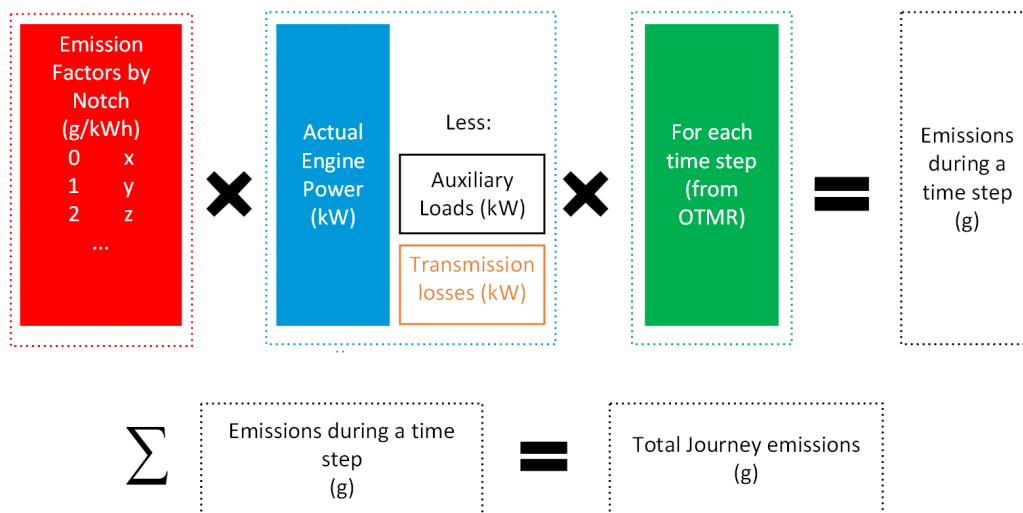 Emission
Factors by
Notch
(g/kWh)
0 x
1 y
2 z
...
×
Actual
Engine
Power
(kW)
Less:
Auxiliary
Loads (kW)
Transmission
losses (kW)
×
For each
time step
(from
OTMR)
=
Emissions
during a
time step
(g)
∑
Emissions during a time
step
(g)
=
Total Journey emissions
(g)